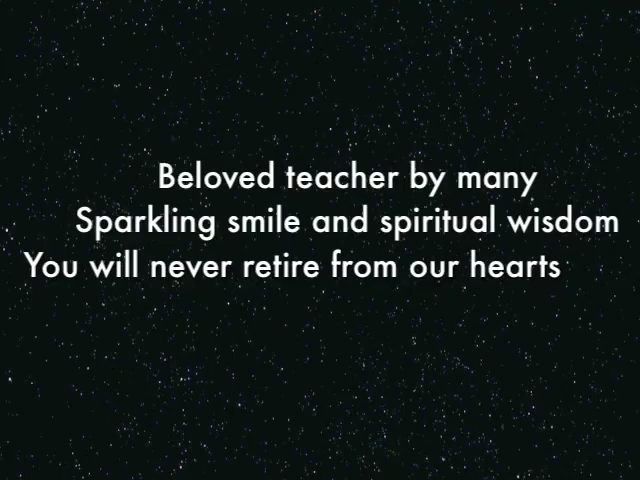 Beloved teacher by many
Sparkling smile and spiritual wisdom
You will never retire from our hearts